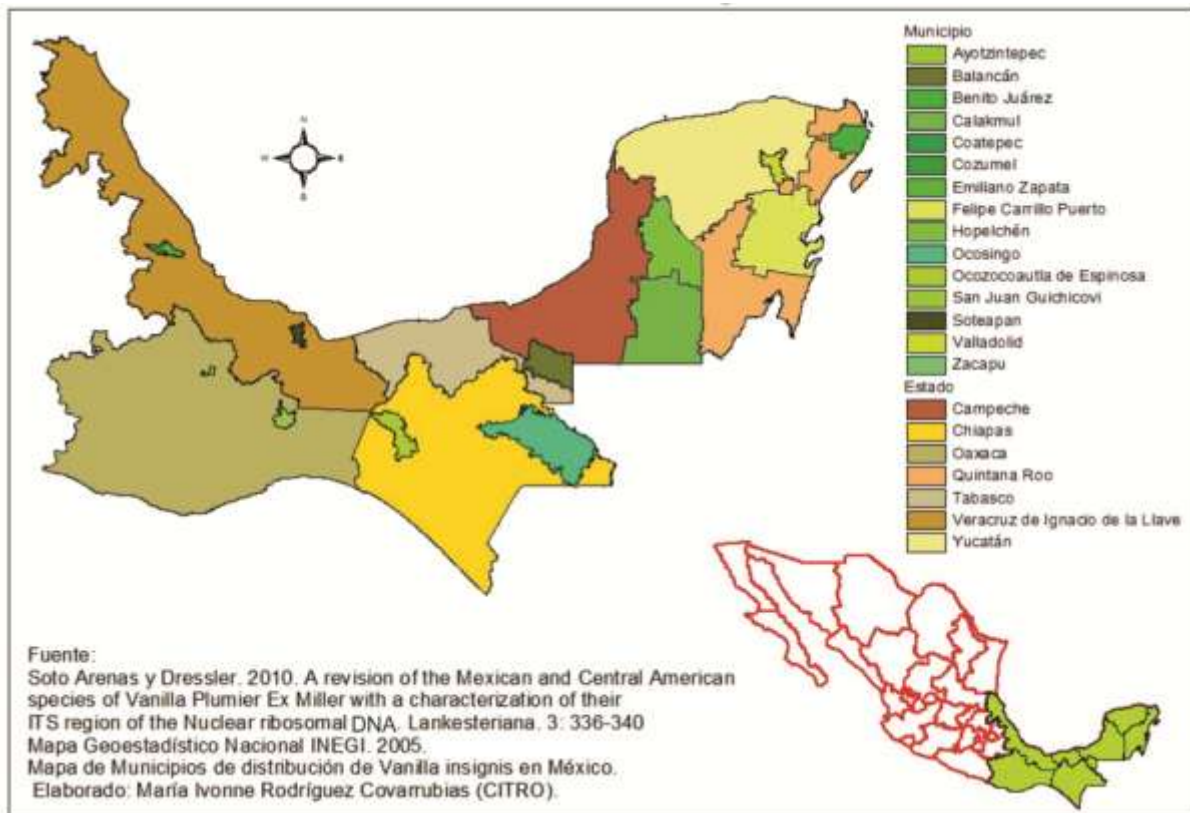 Municipio
Ayotzintepec
Balancán
Benito Juárez
Calakmul
Coatepec
Cozumel
Emiliano Zapata
Felipe Carrillo Puerto
Hopelchén
Ocosingo
Ocozocoautla de Espinosa
San Juan Guichicovi
Soteapan
Valladolid
Zacapu
Estado
Campeche
Chiapas
Oaxaca
Quintana Roo
Tabasco
Veracruz de Ignacio de la Llave
Yucatán
N
S
Fuente:
Soto Arenas y Dressler. 2010. A revision of the Mexican and Central American
species of Vanilla Plumier Ex Miller with a characterization of their
ITS region of the Nuclear ribosomal DNA. Lankesteriana. 3: 336-340
Mapa Geoestadístico Nacional INEGI. 2005.
Mapa de Municipios de distribución de Vanilla insignis en México.
Elaborado: María Ivonne Rodríguez Covarrubias (CITRO).